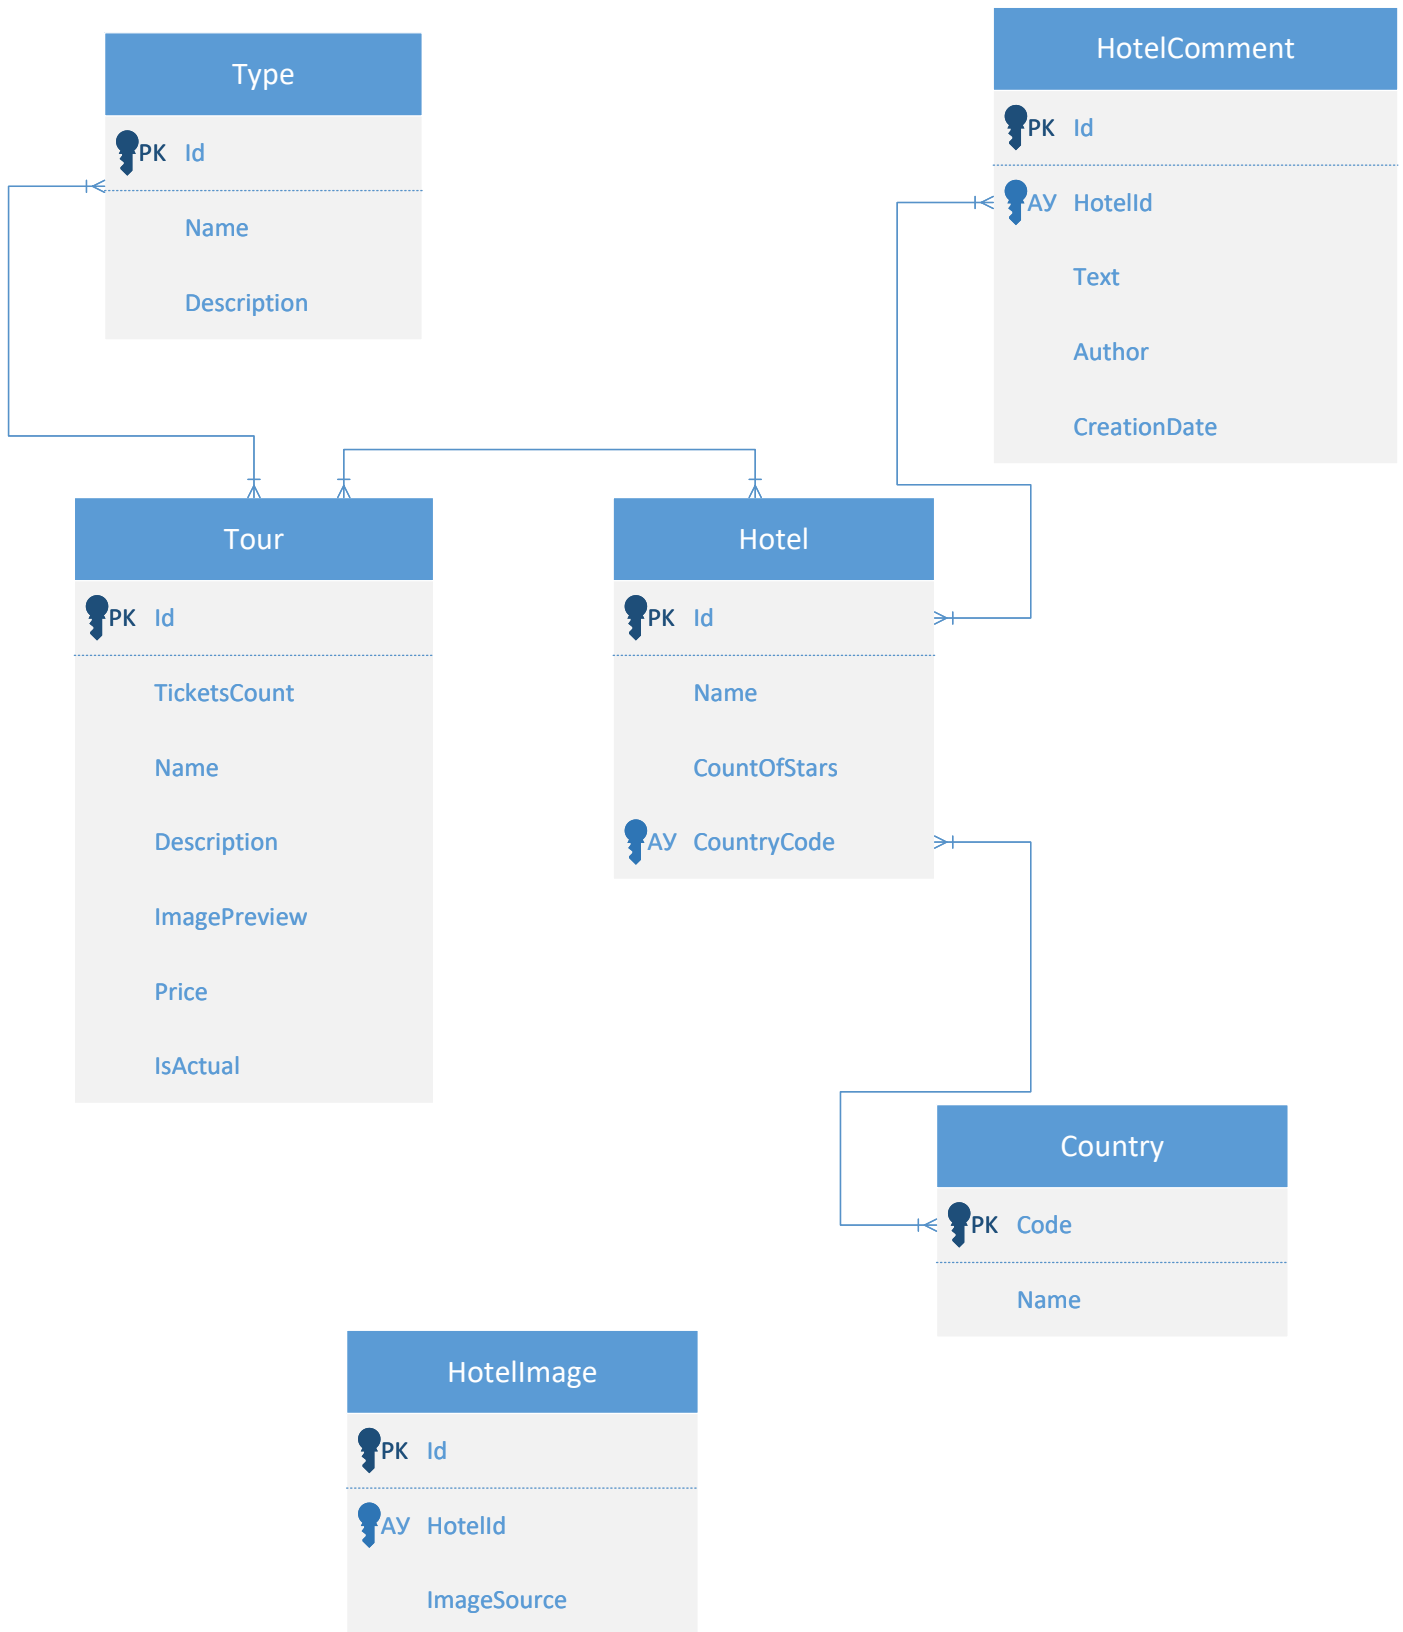 Type
PK Id
Name
Description
HotelComment
PK Id
АУ HotelId
Text
Author
CreationDate
Tour
PK Id
TicketsCount
Name
Description
ImagePreview
Price
IsActual
Hotel
PK Id
Name
CountOfStars
АУ CountryCode
Country
PK Code
Name
HotelImage
PK Id
АУ HotelId
ImageSource